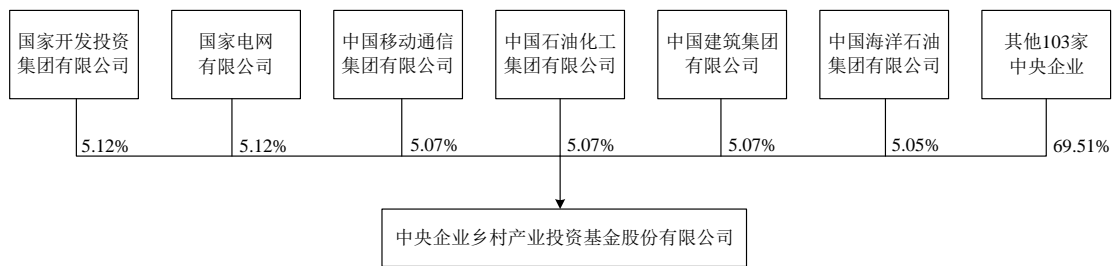 国家开发投资
集团有限公司
国家电网
有限公司
中国移动通信
集团有限公司
中国石油化工
集团有限公司
中国建筑集团
有限公司
中国海洋石油
集团有限公司
其他103家
中央企业
5.12%
5.12%
5.07%
5.07%
5.07%
5.05%
69.51%
中央企业乡村产业投资基金股份有限公司